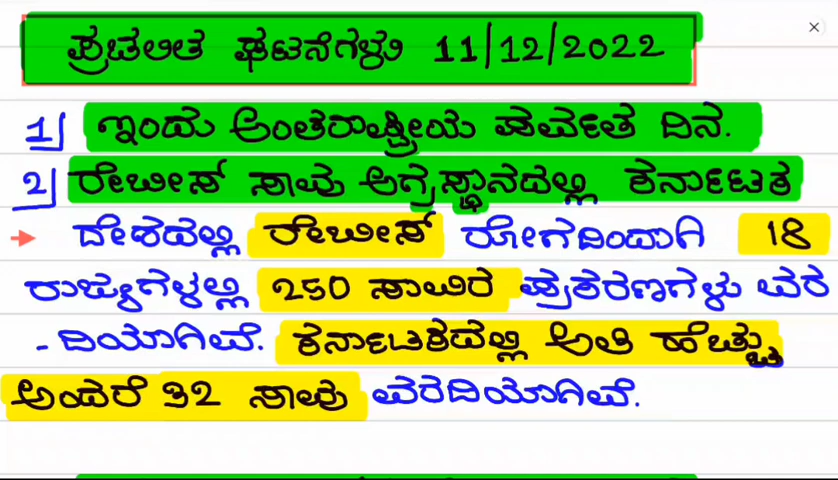 ಪ್ರಚಲಿತ ಘಟನೆಗಳು 11/12/2022
1) ಇಂದು ಅಂತರಾಷ್ಟ್ರೀಯ ಪರ್ವತ ದಿನ.
2) ರೇಬೀಸ್ ಸಾವು ಅಗ್ರಸ್ಥಾನದಲ್ಲಿ ಕರ್ನಾಟಕ
→ ದೇಶದಲ್ಲಿ ರೇಬೀಸ್ ರೋಗದಿಂದಾಗಿ 18
ರಾಜ್ಯಗಳಲ್ಲಿ 250 ಸಾವಿರ ಪ್ರಕರಣಗಳು ವರ
-ದಿಯಾಗಿವೆ. ಕರ್ನಾಟಕದಲ್ಲಿ ಅತಿ ಹೆಚ್ಚು
ಅಂದರೆ 32 ಸಾವು ವರದಿಯಾಗಿವೆ.